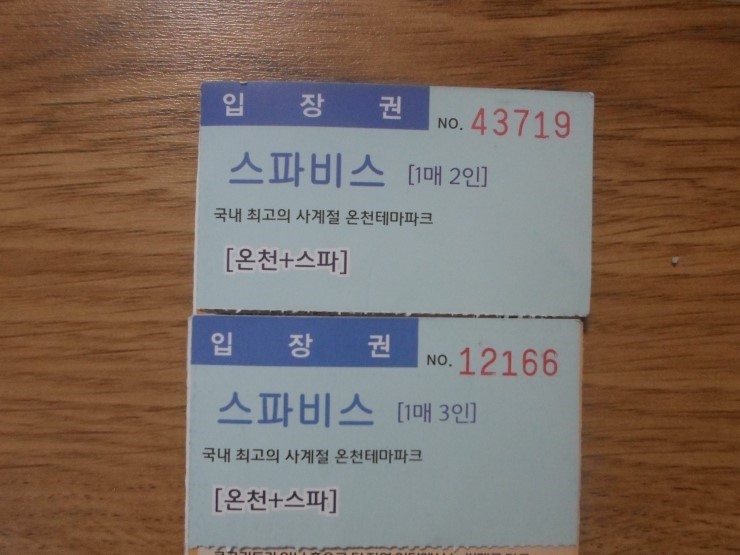 입 장 권
NO. 43719
스파비스 [1매 2인]
국내 최고의 사계절 온천테마파크
[온천+스파]
입 장 권
NO. 12166
스파비스 [1매 3인]
국내 최고의 사계절 온천테마파크
[온천+스파]